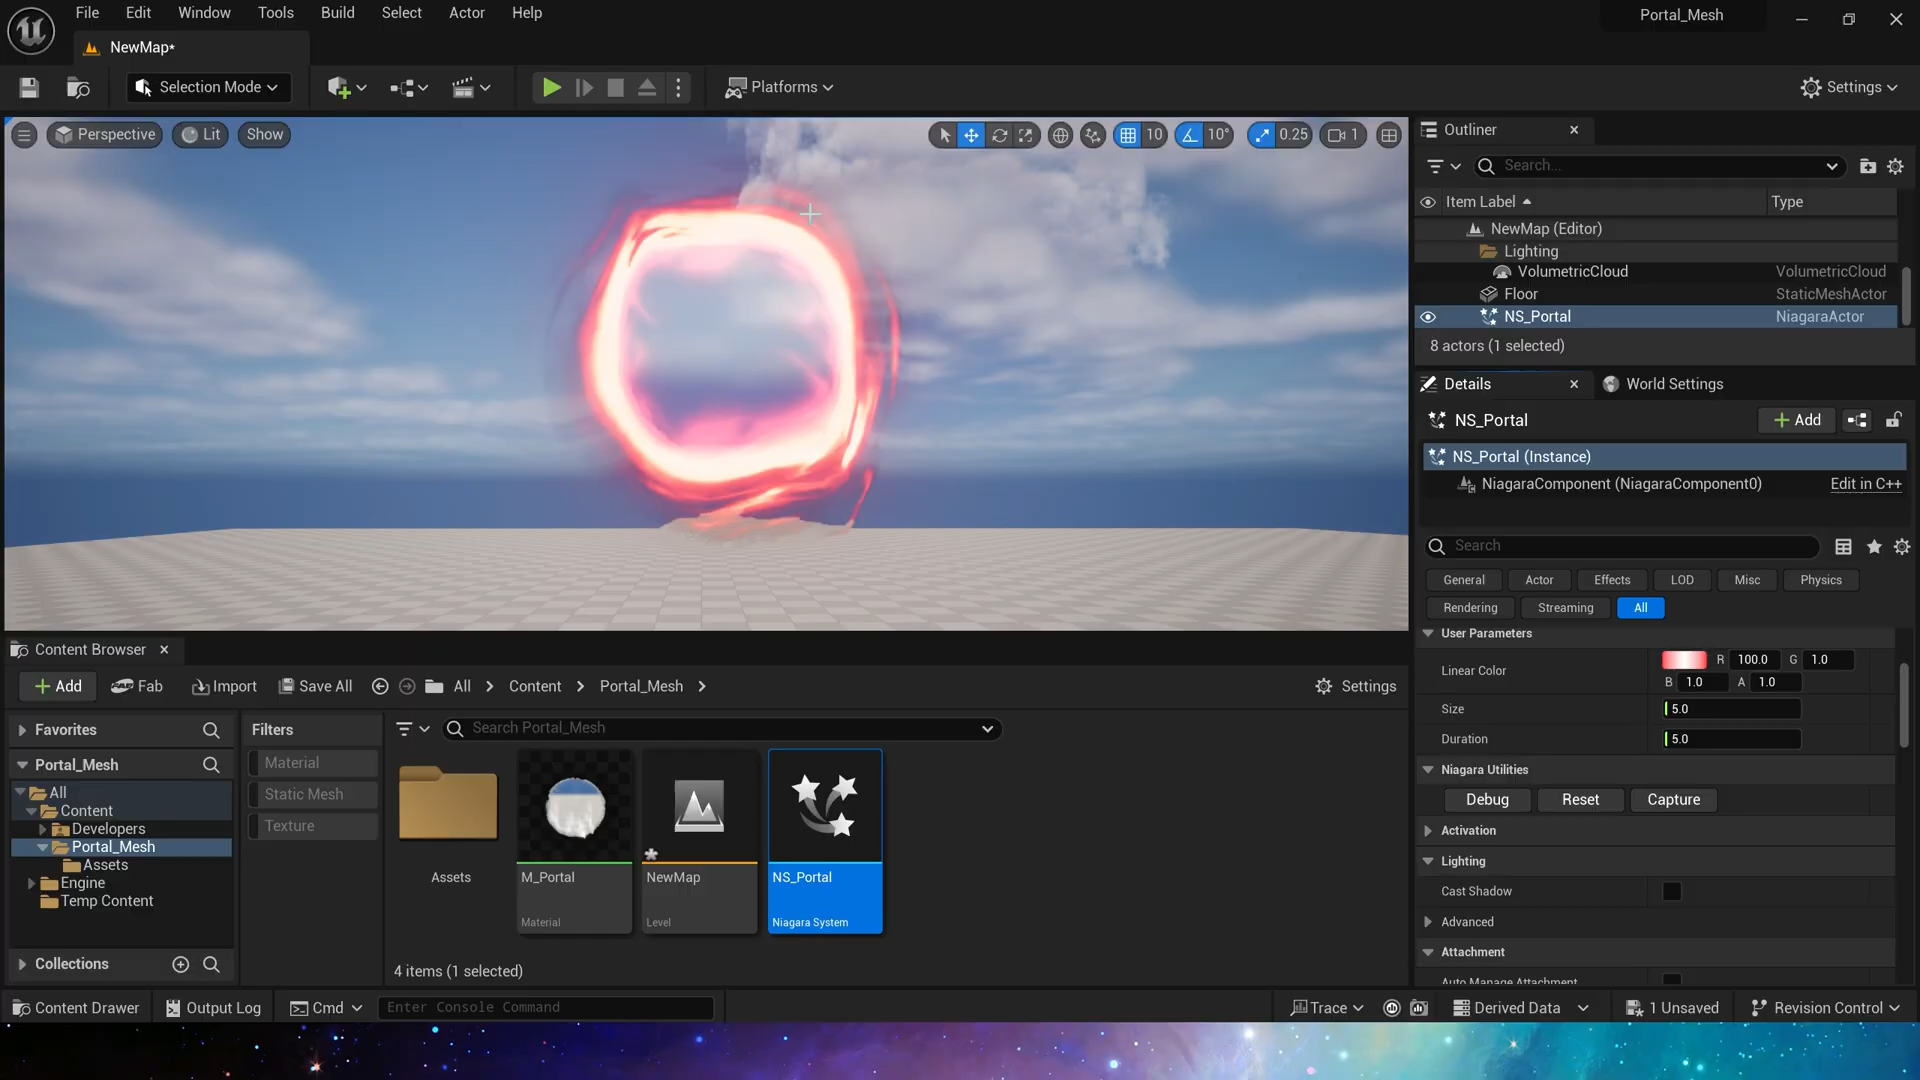 File Edit Window Tools Build Select Actor Help
Portal_Mesh
NewMap*
Selection Mode
Platforms
Settings
Perspective Lit Show
10 10° 0.25 1
Outliner
Search...
Item Label Type
NewMap (Editor)
Lighting
VolumetricCloud VolumetricCloud
Floor StaticMeshActor
NS_Portal NiagaraActor
8 actors (1 selected)
Details World Settings
NS_Portal Add
NS_Portal (Instance)
NiagaraComponent (NiagaraComponent0) Edit in C++
Search
General Actor Effects LOD Misc Physics
Rendering Streaming All
User Parameters
Linear Color R 100.0 G 1.0
B 1.0 A 1.0
Size 5.0
Duration 5.0
Niagara Utilities
Debug Reset Capture
Activation
Lighting
Cast Shadow
Advanced
Attachment
Auto Manage Attachment
Content Browser
Add Fab Import Save All All Content Portal_Mesh Settings
Favorites
Portal_Mesh
All
Content
Developers
Portal_Mesh
Assets
Engine
Temp Content
Collections
Filters
Material
Static Mesh
Texture
Search Portal_Mesh
Assets
M_Portal
Material
NewMap
Level
NS_Portal
Niagara System
4 items (1 selected)
Content Drawer Output Log Cmd Enter Console Command Trace Derived Data 1 Unsaved Revision Control